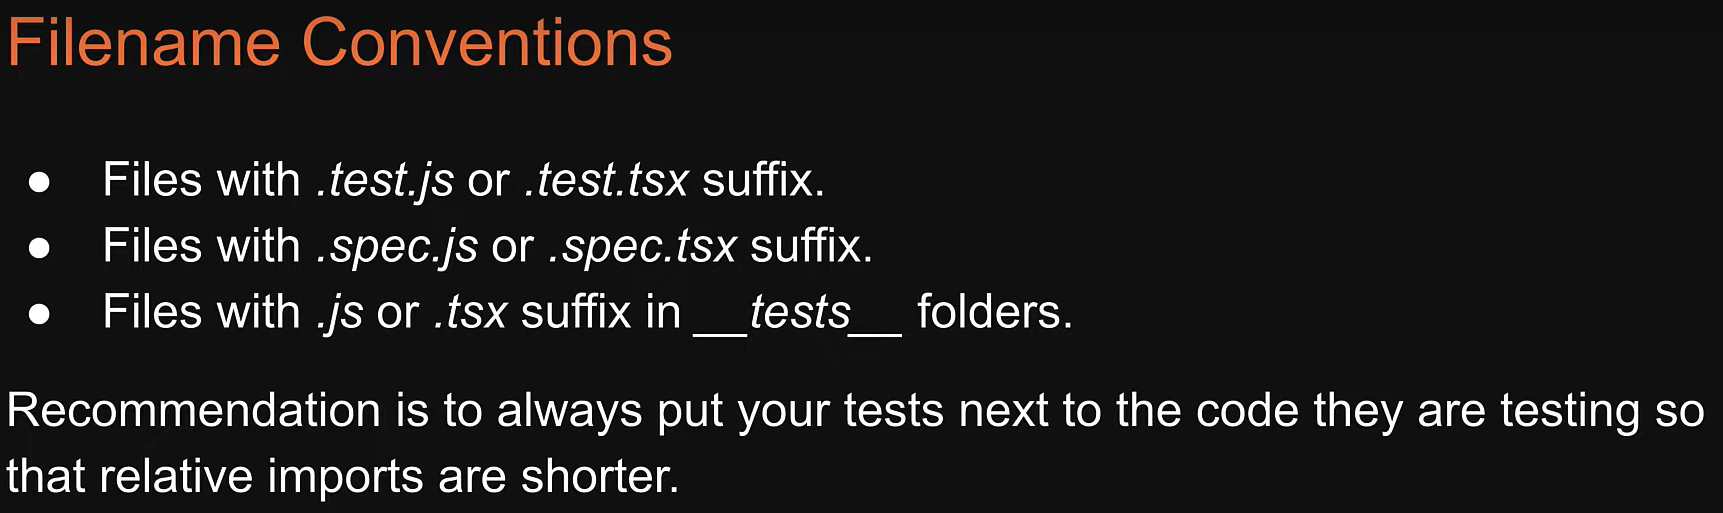 Filename Conventions
● Files with .test.js or .test.tsx suffix.
● Files with .spec.js or .spec.tsx suffix.
● Files with .js or .tsx suffix in __tests__ folders.
Recommendation is to always put your tests next to the code they are testing so
that relative imports are shorter.